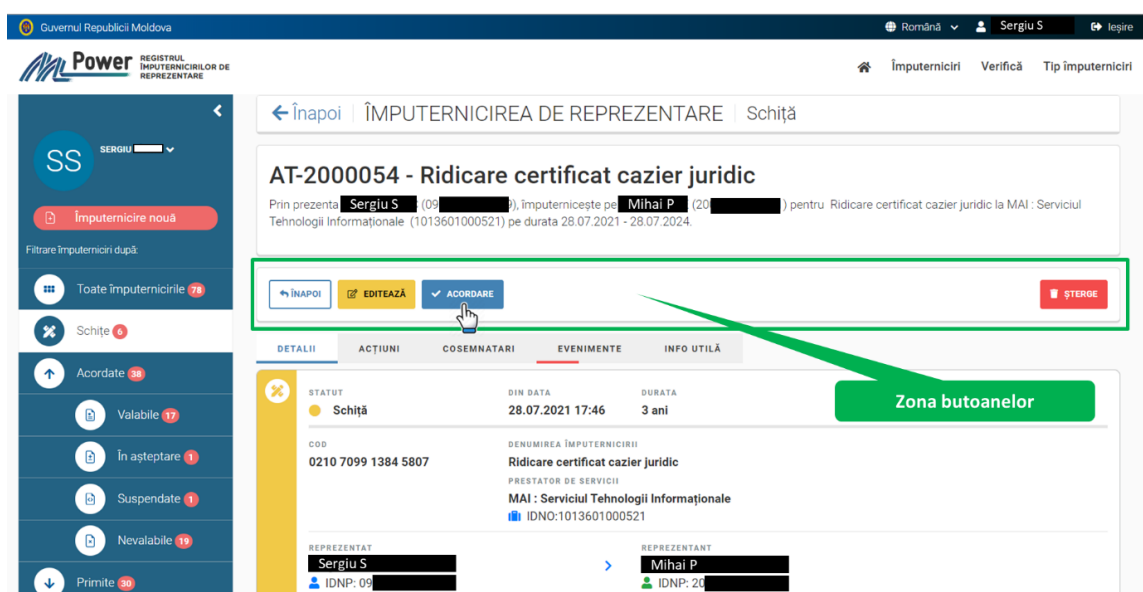 Guvernul Republicii Moldova
Română
Sergiu S
Ieșire
MPower
REGISTRUL
ÎMPUTERNICIRILOR DE
REPREZENTARE
Împuterniciri
Verifică
Tip împuterniciri
SS
SERGIU
Împuternicire nouă
Filtrare împuterniciri după:
Toate împuternicirile 78
Schițe 6
Acordate 38
Valabile 17
În așteptare 1
Suspendate 1
Nevalabile 19
Primite 30
Înapoi | ÎMPUTERNICIREA DE REPREZENTARE | Schiță
AT-2000054 - Ridicare certificat cazier juridic
Prin prezenta Sergiu S (09 9), împuternicește pe Mihai P (20 ) pentru Ridicare certificat cazier juridic la MAI : Serviciul
Tehnologii Informaționale (1013601000521) pe durata 28.07.2021 - 28.07.2024.
ÎNAPOI
EDITEAZĂ
ACORDARE
ȘTERGE
DETALII
ACȚIUNI
COSEMNATARI
EVENIMENTE
INFO UTILĂ
Zona butoanelor
STATUT
Schiță
DIN DATA
28.07.2021 17:46
DURATA
3 ani
COD
0210 7099 1384 5807
DENUMIREA ÎMPUTERNICIRII
Ridicare certificat cazier juridic
PRESTATOR DE SERVICII
MAI : Serviciul Tehnologii Informaționale
IDNO:1013601000521
REPREZENTAT
Sergiu S
IDNP: 09
REPREZENTANT
Mihai P
IDNP: 20